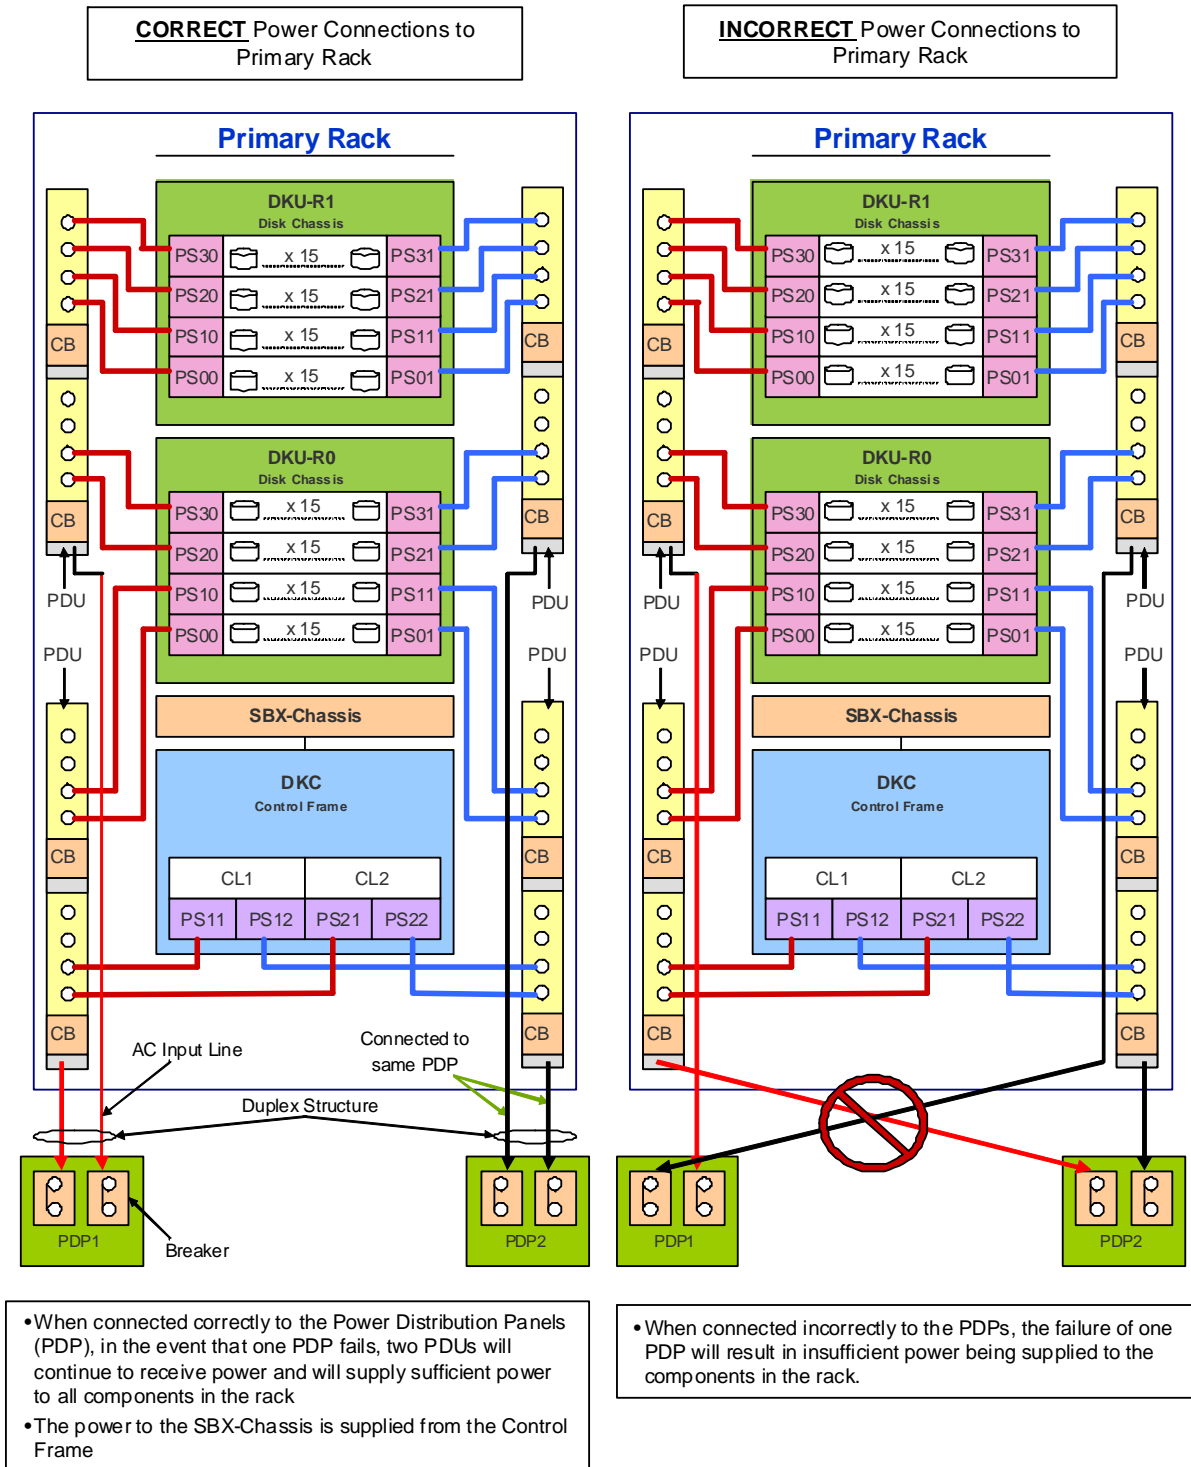 CORRECT Power Connections to
Primary Rack
Primary Rack
DKU-R1
Disk Chassis
PS30 x 15 PS31
PS20 x 15 PS21
PS10 x 15 PS11
PS00 x 15 PS01
CB
CB
DKU-R0
Disk Chassis
PS30 x 15 PS31
PS20 x 15 PS21
PS10 x 15 PS11
PS00 x 15 PS01
CB
CB
PDU
PDU
PDU
PDU
SBX-Chassis
DKC
Control Frame
CB
CB
CL1
CL2
PS11
PS12
PS21
PS22
CB
CB
AC Input Line
Connected to
same PDP
Duplex Structure
PDP1
Breaker
PDP2
•When connected correctly to the Power Distribution Panels
(PDP), in the event that one PDP fails, two PDUs will
continue to receive power and will supply sufficient power
to all components in the rack
•The power to the SBX-Chassis is supplied from the Control
Frame
INCORRECT Power Connections to
Primary Rack
Primary Rack
DKU-R1
Disk Chassis
PS30 x 15 PS31
PS20 x 15 PS21
PS10 x 15 PS11
PS00 x 15 PS01
CB
CB
DKU-R0
Disk Chassis
PS30 x 15 PS31
PS20 x 15 PS21
PS10 x 15 PS11
PS00 x 15 PS01
CB
CB
PDU
PDU
PDU
PDU
SBX-Chassis
DKC
Control Frame
CB
CB
CL1
CL2
PS11
PS12
PS21
PS22
CB
CB
PDP1
PDP2
•When connected incorrectly to the PDPs, the failure of one
PDP will result in insufficient power being supplied to the
components in the rack.